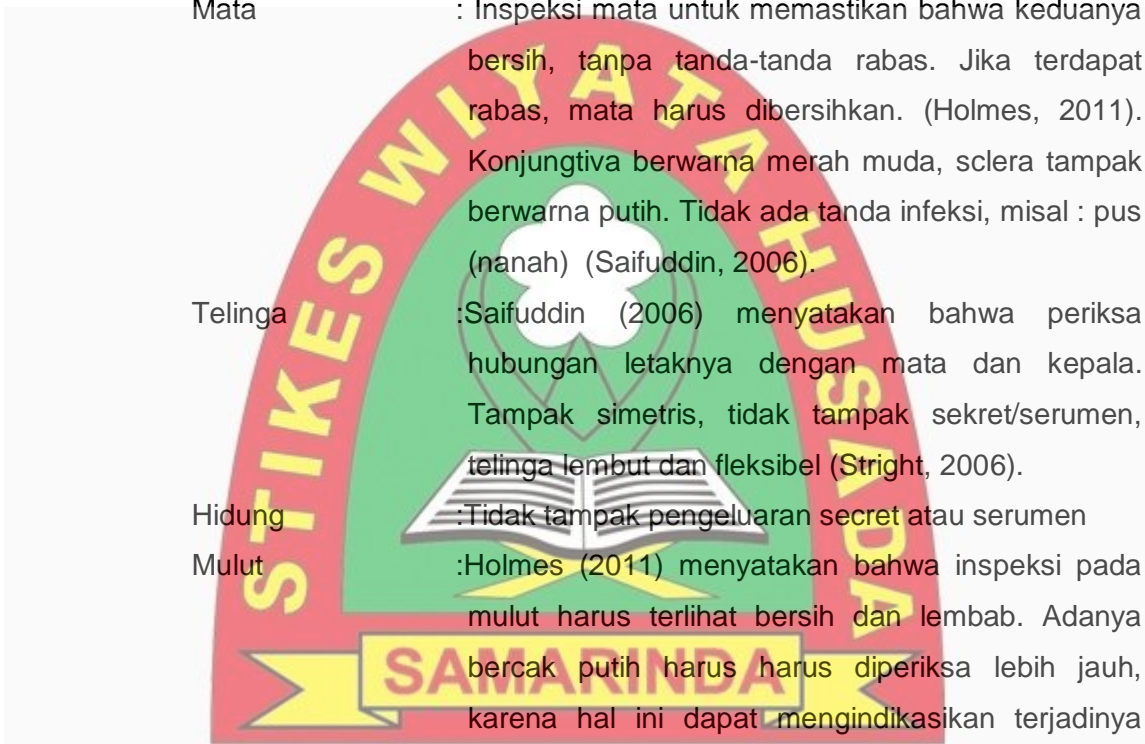 Mata : Inspeksi mata untuk memastikan bahwa keduanya
bersih, tanpa tanda-tanda rabas. Jika terdapat
rabas, mata harus dibersihkan. (Holmes, 2011).
Konjungtiva berwarna merah muda, sclera tampak
berwarna putih. Tidak ada tanda infeksi, misal : pus
(nanah) (Saifuddin, 2006).
Telinga :Saifuddin (2006) menyatakan bahwa periksa
hubungan letaknya dengan mata dan kepala.
Tampak simetris, tidak tampak sekret/serumen,
telinga lembut dan fleksibel (Stright, 2006).
Hidung :Tidak tampak pengeluaran secret atau serumen
Mulut :Holmes (2011) menyatakan bahwa inspeksi pada
mulut harus terlihat bersih dan lembab. Adanya
bercak putih harus harus diperiksa lebih jauh,
karena hal ini dapat mengindikasikan terjadinya
STIKES WIYATA HUSADA
SAMARINDA